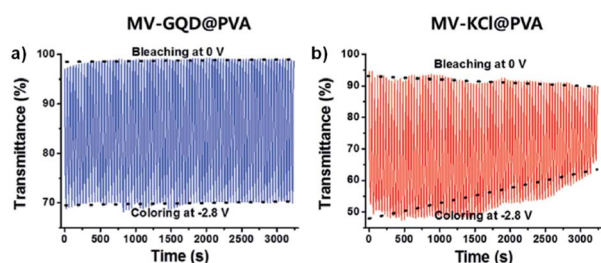 MV-GQD@PVA
MV-KCl@PVA
a)
100
90
80
70
Transmittance (%)
Bleaching at 0 V
Coloring at -2.8 V
0 500 1000 1500 2000 2500 3000
Time (s)
b)
100
90
80
70
60
50
Transmittance (%)
Bleaching at 0 V
Coloring at -2.8 V
0 500 1000 1500 2000 2500 3000
Time (s)